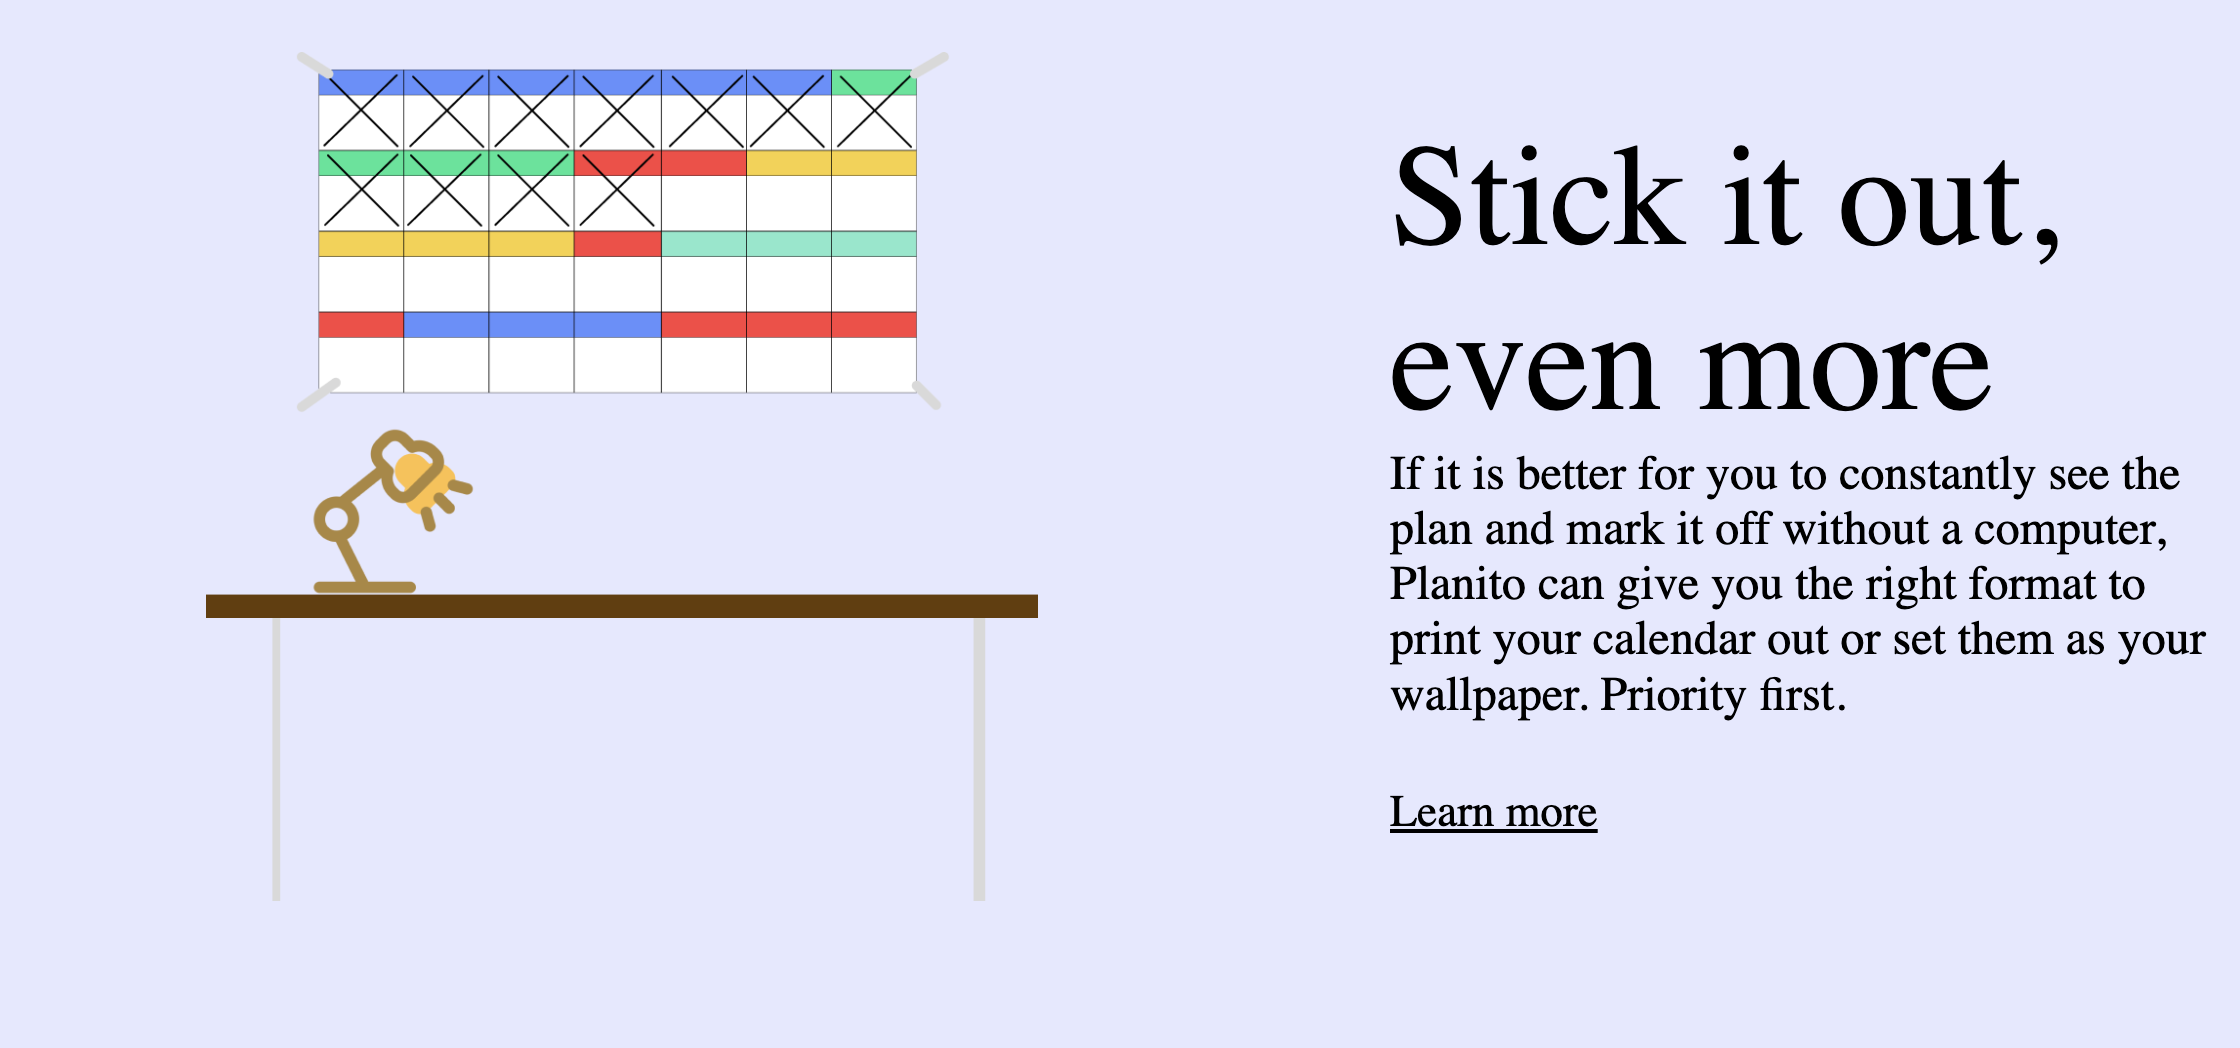 Stick it out,
even more
If it is better for you to constantly see the
plan and mark it off without a computer,
Planito can give you the right format to
print your calendar out or set them as your
wallpaper. Priority first.
Learn more